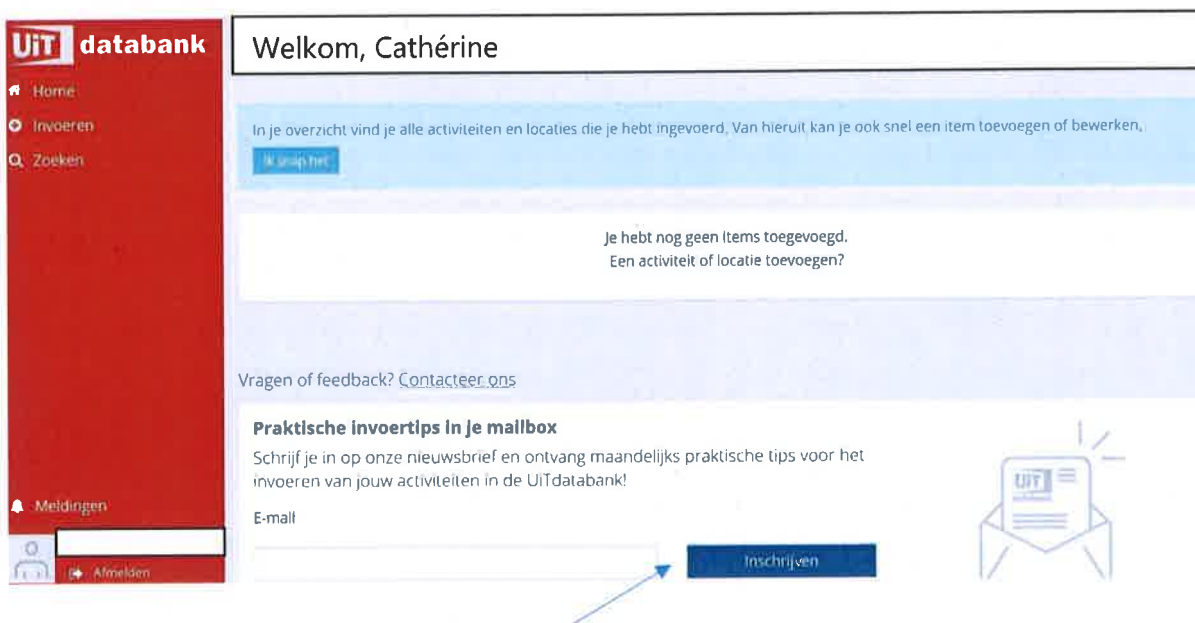 UiT databank
Welkom, Cathérine
Home
Invoeren
Zoeken
In je overzicht vind je alle activiteiten en locaties die je hebt ingevoerd. Van hieruit kan je ook snel een item toevoegen of bewerken.
Ik snap het
Je hebt nog geen items toegevoegd.
Een activiteit of locatie toevoegen?
Vragen of feedback? Contacteer ons
Praktische invoertips in je mailbox
Schrijf je in op onze nieuwsbrief en ontvang maandelijks praktische tips voor het
invoeren van jouw activiteiten in de UiTdatabank!
UiT
E-mail
Inschrijven
Meldingen
Afmelden